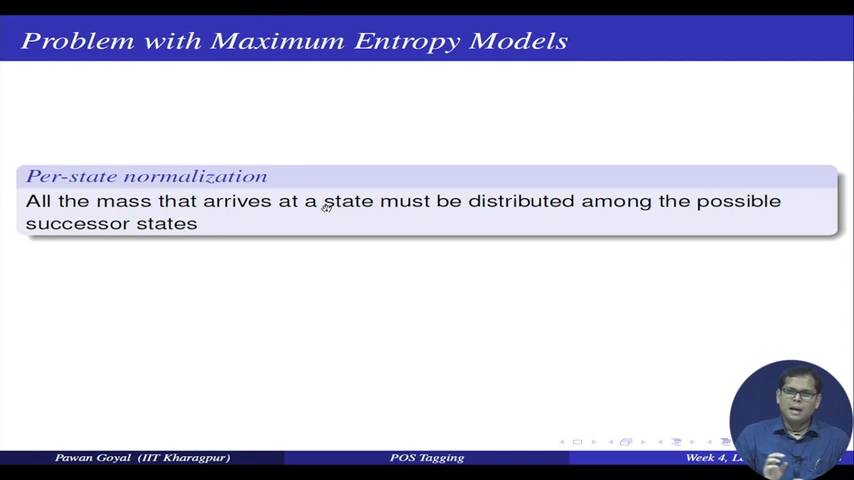 Problem with Maximum Entropy Models
Per-state normalization
All the mass that arrives at a state must be distributed among the possible
successor states
Pawan Goyal (IIT Kharagpur)
POS Tagging
Week 4,